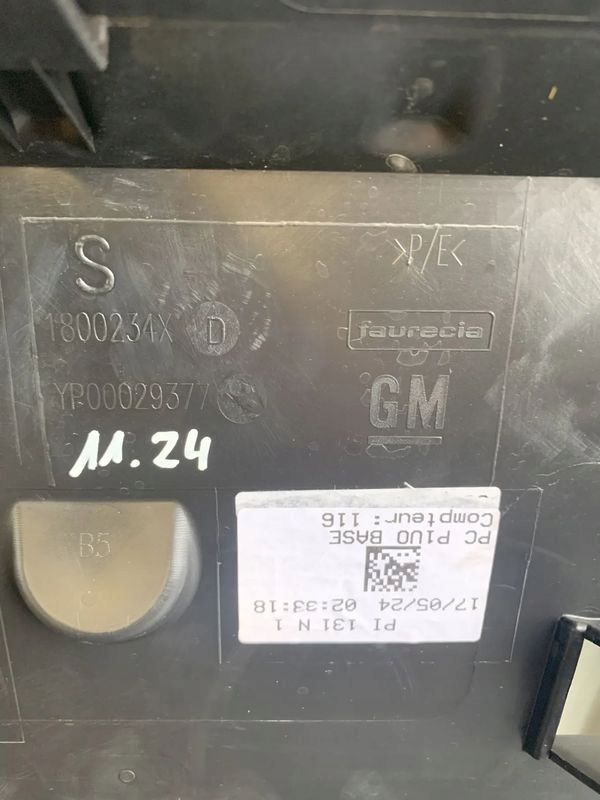 S
>P/E<
1800234X D
faurecia
YP00029377
GM
11.24
B5
PI 131 N 1
17/05/24 02:33:18
PC P1UO BASE
Compteur: 116